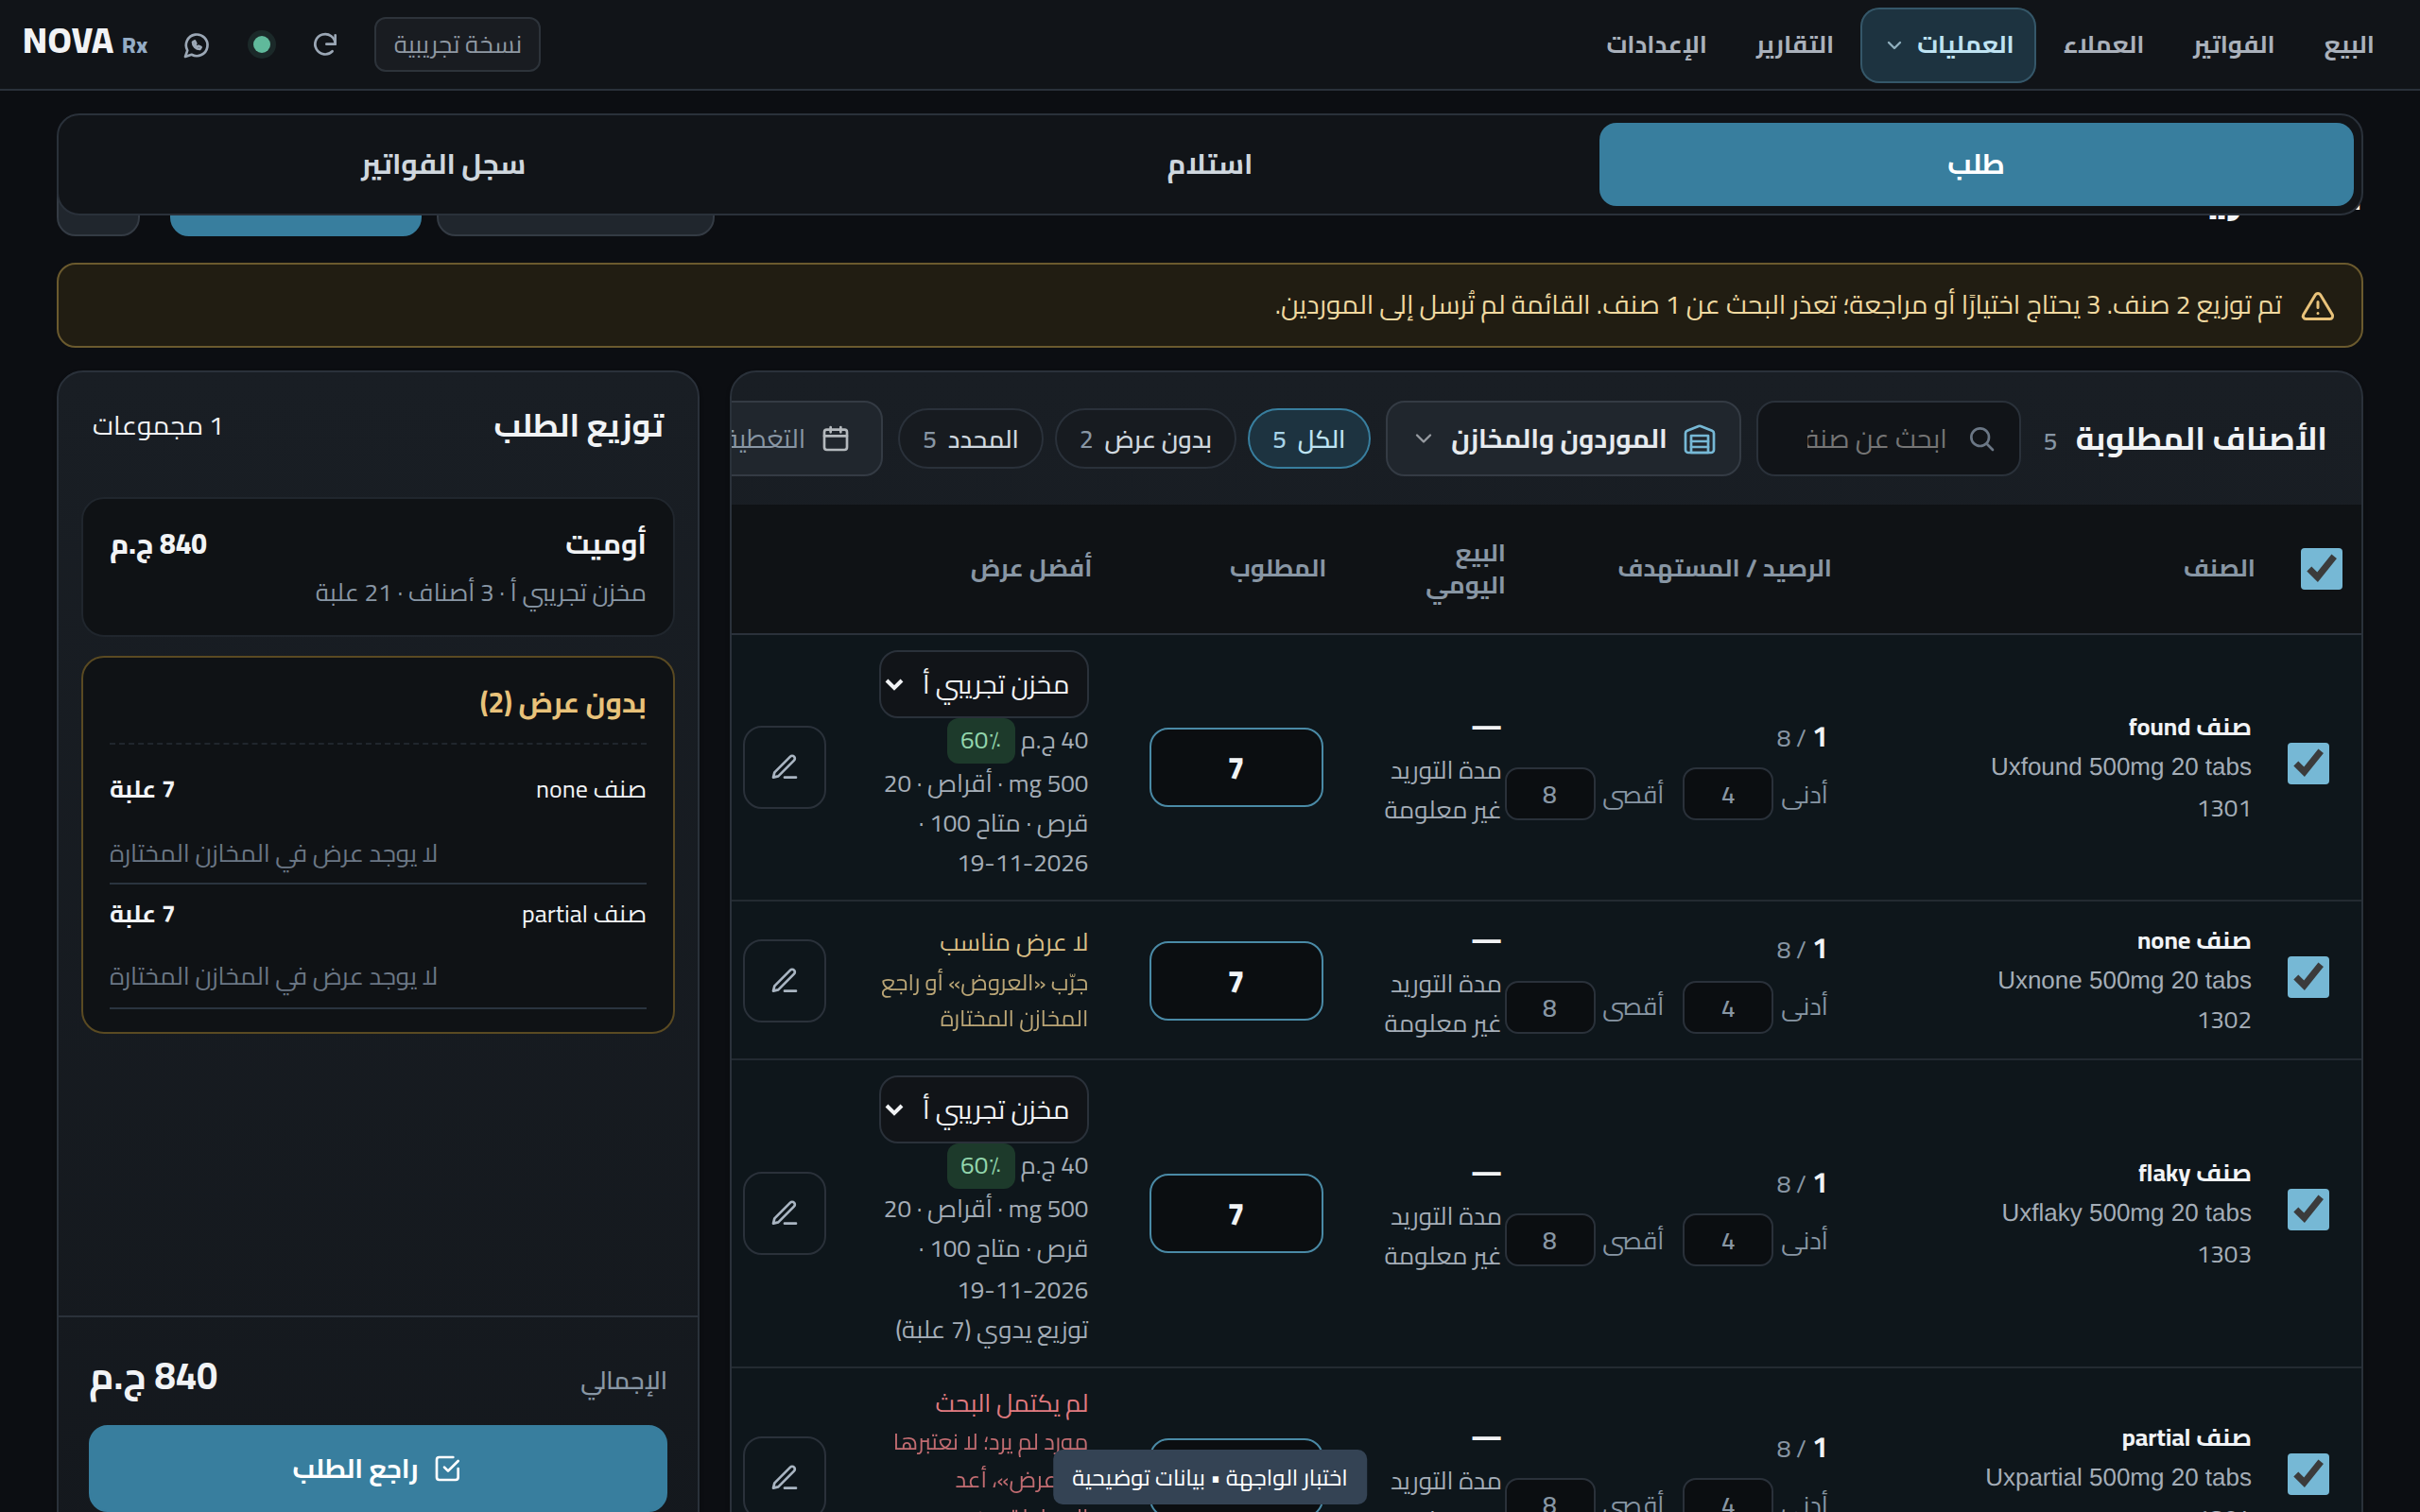 البيع
الفواتير
العملاء
العمليات
التقارير
الإعدادات
نسخة تجريبية
NOVA Rx
طلب
استلام
سجل الفواتير
تم توزيع 2 صنف. 3 يحتاج اختيارًا أو مراجعة؛ تعذر البحث عن 1 صنف. القائمة لم تُرسل إلى الموردين.
الأصناف المطلوبة 5
ابحث عن
الموردون والمخازن
الكل 5
بدون عرض 2
المحدد 5
الصنف
الرصيد / المستهدف
البيع اليومي
المطلوب
أفضل عرض
صنف found
Uxfound 500mg 20 tabs
1301
1 / 8
أدنى 4 أقصى 8
—
مدة التوريد
غير معلومة
7
مخزن تجريبي أ
40 ج.م 60٪
500 mg · أقراص · 20
قرص · متاح 100 ·
19-11-2026
صنف none
Uxnone 500mg 20 tabs
1302
1 / 8
أدنى 4 أقصى 8
—
مدة التوريد
غير معلومة
7
لا عرض مناسب
جرّب «العروض» أو راجع
المخازن المختارة
صنف flaky
Uxflaky 500mg 20 tabs
1303
1 / 8
أدنى 4 أقصى 8
—
مدة التوريد
غير معلومة
7
مخزن تجريبي أ
40 ج.م 60٪
500 mg · أقراص · 20
قرص · متاح 100 ·
19-11-2026
توزيع يدوي (7 علبة)
صنف partial
Uxpartial 500mg 20 tabs
1 / 8
أدنى أقصى 8
—
مدة التوريد
لم يكتمل البحث
مورد لم يرد؛ لا نعتبرها
عرض»، أعد
اختبار الواجهة ▪ بيانات توضيحية
توزيع الطلب
1 مجموعات
أوميت
840 ج.م
مخزن تجريبي أ · 3 أصناف · 21 علبة
بدون عرض (2)
صنف none
7 علبة
لا يوجد عرض في المخازن المختارة
صنف partial
7 علبة
لا يوجد عرض في المخازن المختارة
الإجمالي
840 ج.م
راجع الطلب